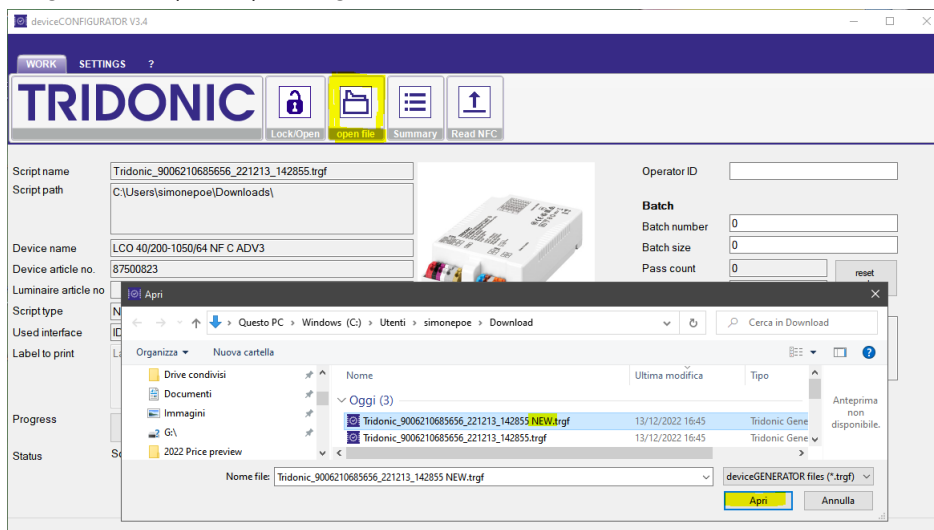 deviceCONFIGURATOR V3.4
WORK SETTINGS ?
TRIDONIC
Lock/Open open file Summary Read NFC
Script name Tridonic_9006210685656_221213_142855.trgf Operator ID
Script path C:\Users\simonepoe\Downloads\
Batch
Batch number 0
Device name LCO 40/200-1050/64 NF C ADV3 Batch size 0
Device article no. 87500823 Pass count 0 reset
Luminaire article no
Apri
Script type N
Questo PC > Windows (C:) > Utenti > simonepoe > Download Cerca in Download
Used interface
Label to print
Organizza Nuova cartella
Drive condivisi Nome Ultima modifica Tipo
Documenti Oggi (3) Anteprima non disponibile.
Immagini Tridonic_9006210685656_221213_142855 NEW.trgf 13/12/2022 16:45 Tridonic Gene
Progress
G:\ Tridonic_9006210685656_221213_142855.trgf 13/12/2022 16:45 Tridonic Gene
2022 Price preview
Status
Nome file: Tridonic_9006210685656_221213_142855 NEW.trgf deviceGENERATOR files (*.trgf)
Apri Annulla